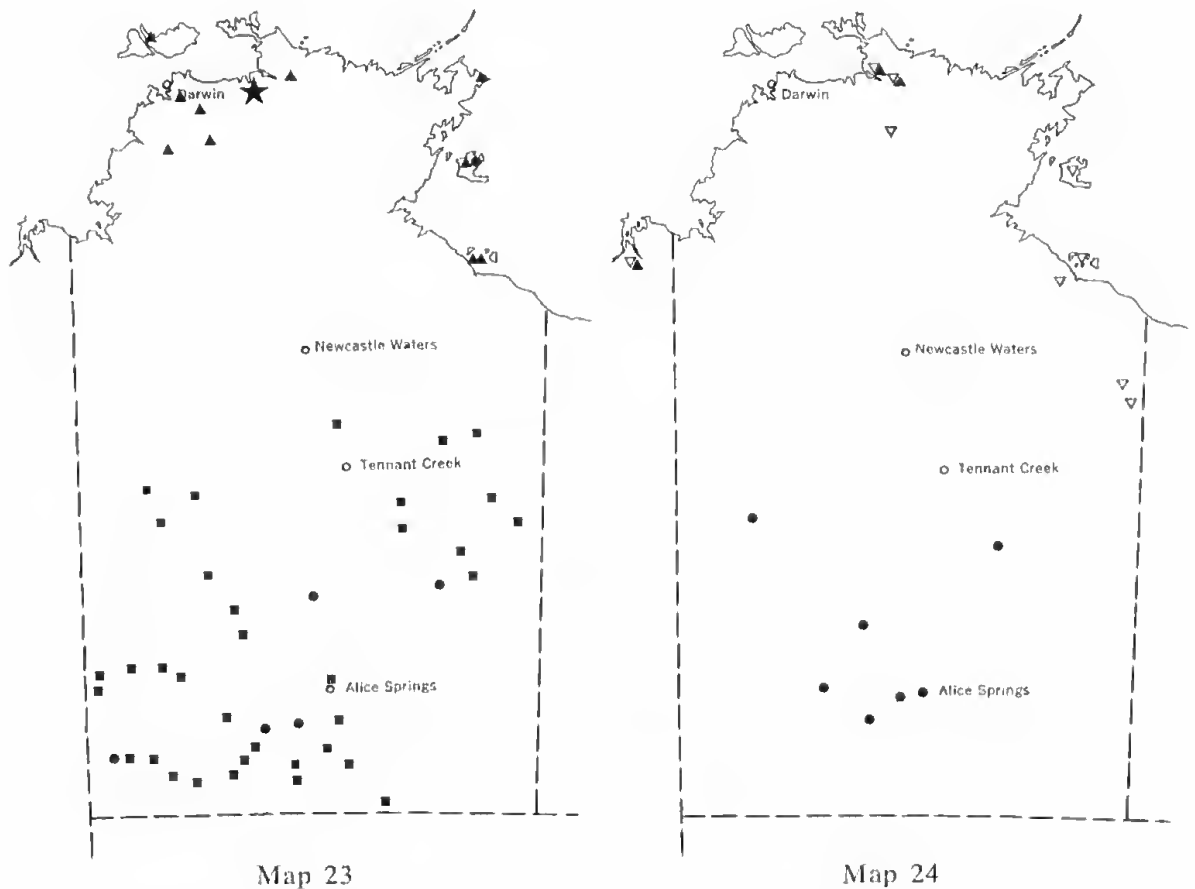 Darwin
Newcastle Waters
Tennant Creek
Alice Springs
Map 23
Darwin
Newcastle Waters
Tennant Creek
Alice Springs
Map 24